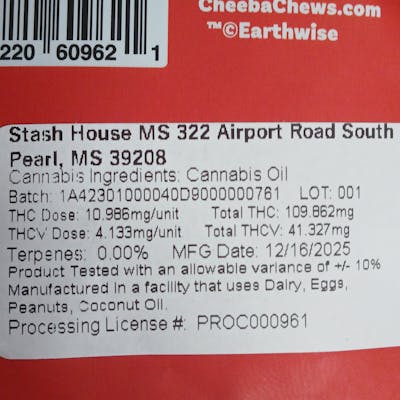 CheebaChews.com
220 60962 1
™©Earthwise
Stash House MS 322 Airport Road South
Pearl, MS 39208
Cannabis Ingredients: Cannabis Oil
Batch: 1A42301000040D9000000761 LOT: 001
THC Dose: 10.986mg/unit Total THC: 109.862mg
THCV Dose: 4.133mg/unit Total THCV: 41.327mg
Terpenes: 0.00% MFG Date: 12/16/2025
Product Tested with an allowable variance of +/- 10%
Manufactured in a facility that uses Dairy, Eggs,
Peanuts, Coconut Oil.
Processing License #: PROC000961